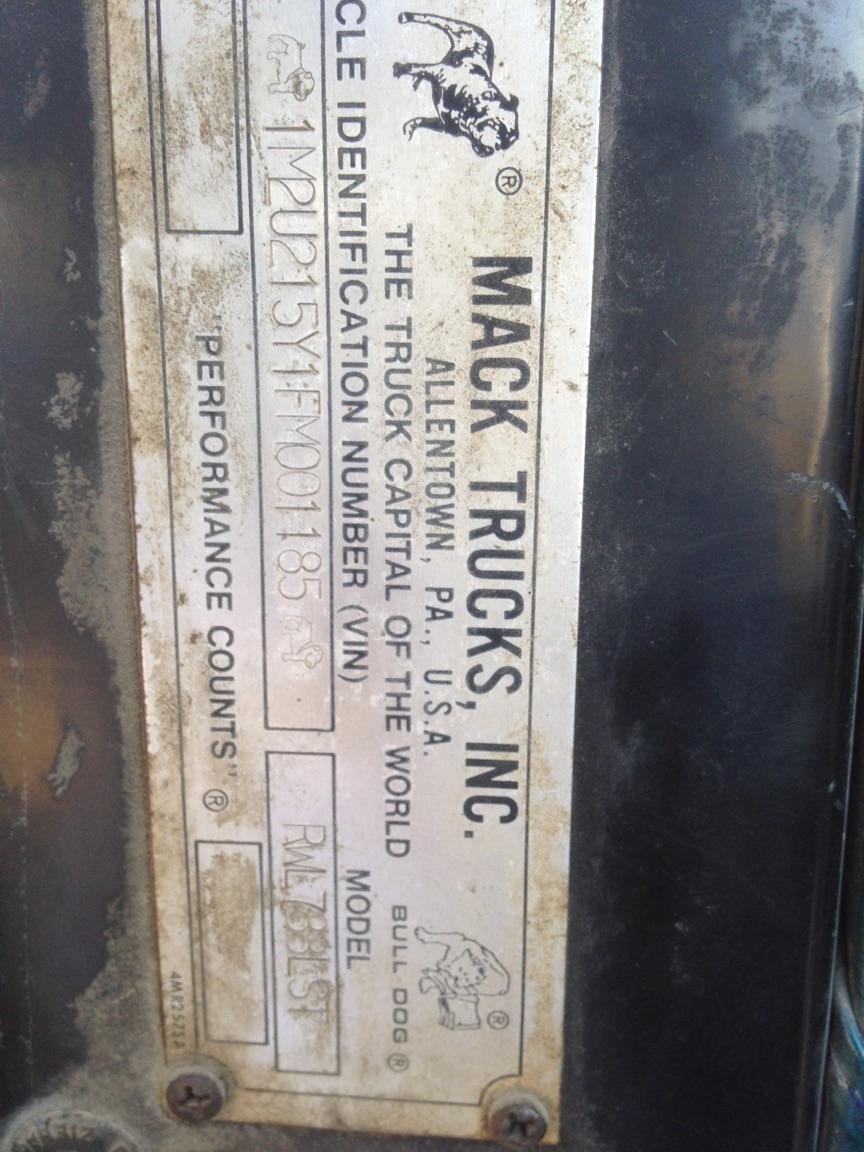 ® MACK TRUCKS, INC.
ALLENTOWN, PA., U.S.A.
THE TRUCK CAPITAL OF THE WORLD
BULL DOG ®
®
CLE IDENTIFICATION NUMBER (VIN)
MODEL
1M2U215Y1FM001185
"PERFORMANCE COUNTS" ®
4MR2575A